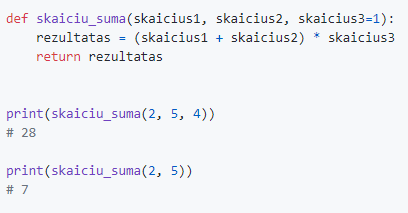 def skaiciu_suma(skaicius1, skaicius2, skaicius3=1):
    rezultatas = (skaicius1 + skaicius2) * skaicius3
    return rezultatas
print(skaiciu_suma(2, 5, 4))
# 28
print(skaiciu_suma(2, 5))
# 7